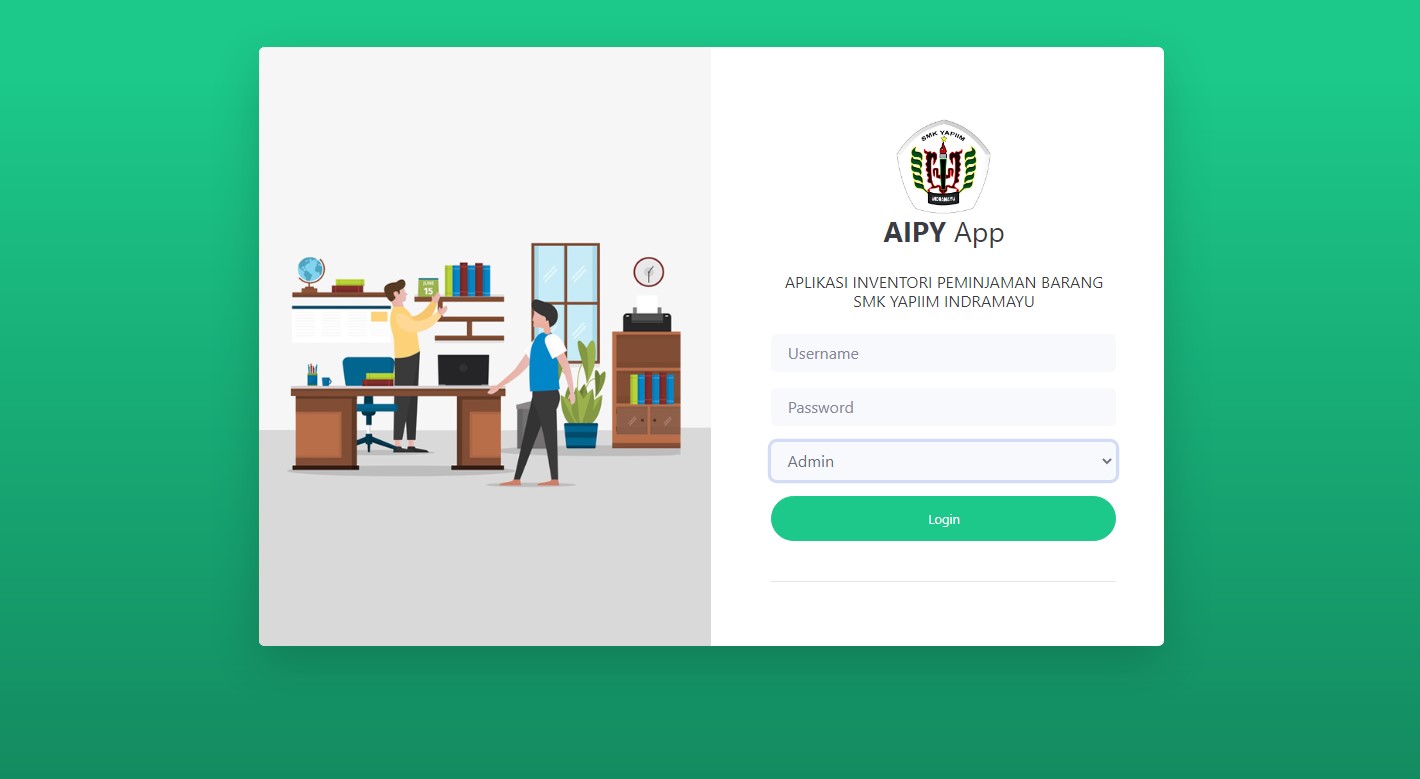 JUNE
15
SMK YAPIIM
INDRAMAYU
AIPY App
APLIKASI INVENTORI PEMINJAMAN BARANG
SMK YAPIIM INDRAMAYU
Username
Password
Admin
Login